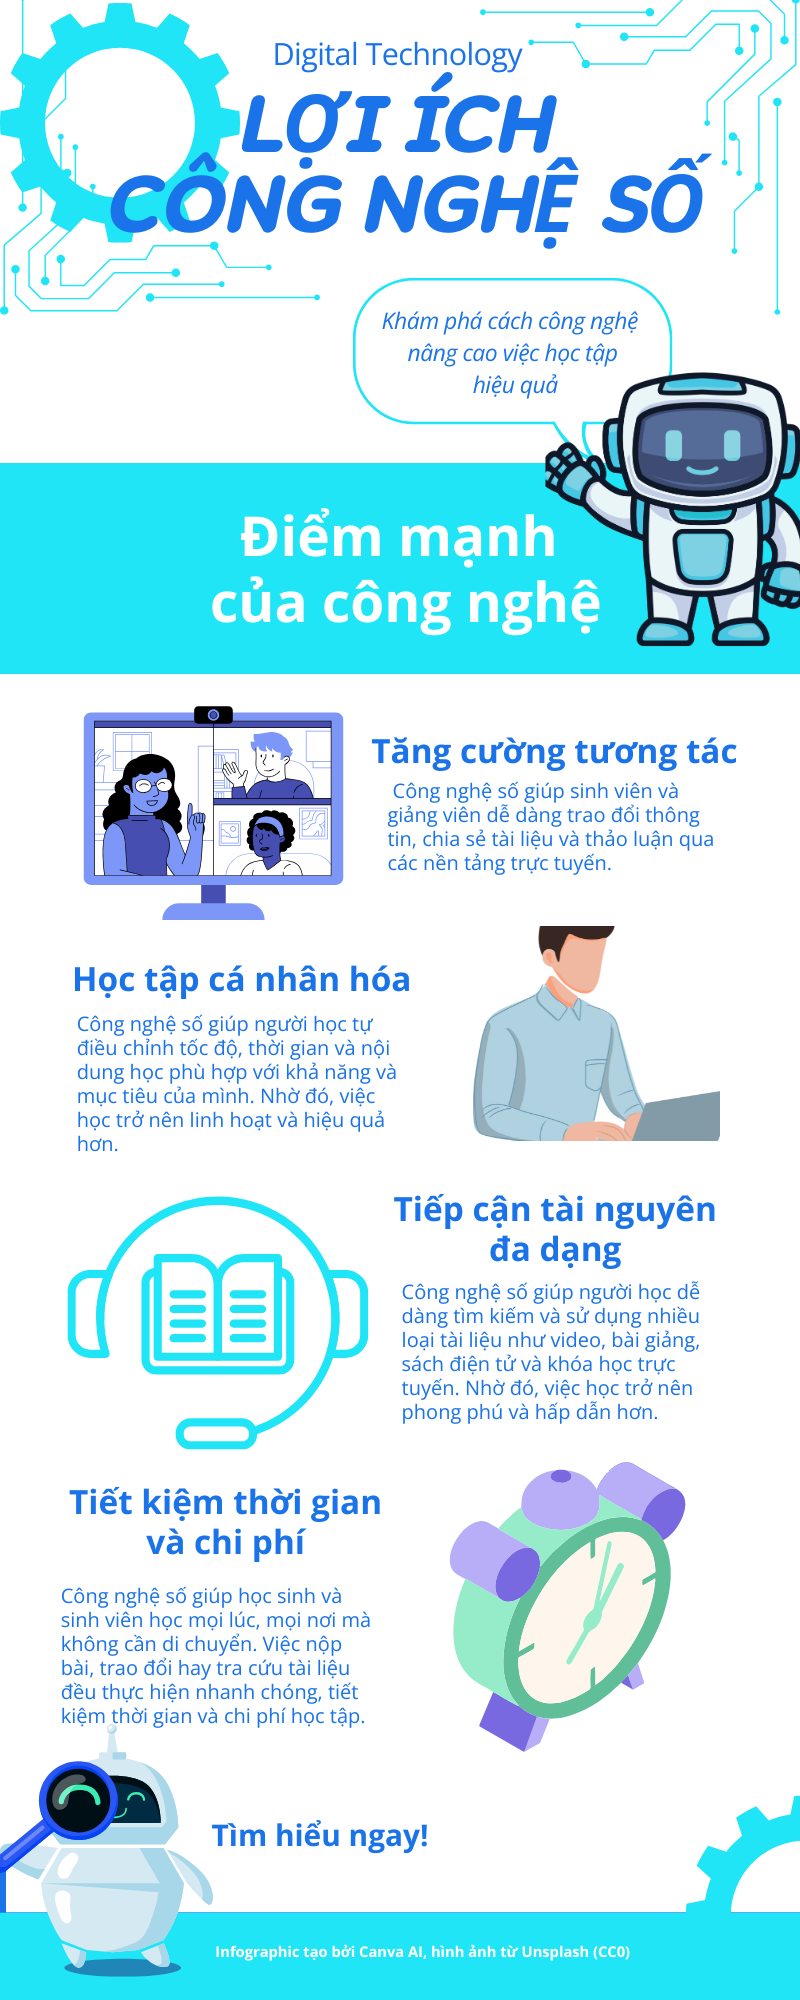 Digital Technology
LỢI ÍCH
CÔNG NGHỆ SỐ
Khám phá cách công nghệ
nâng cao việc học tập
hiệu quả
Điểm mạnh
của công nghệ
Tăng cường tương tác
Công nghệ số giúp sinh viên và
giảng viên dễ dàng trao đổi thông
tin, chia sẻ tài liệu và thảo luận qua
các nền tảng trực tuyến.
Học tập cá nhân hóa
Công nghệ số giúp người học tự
điều chỉnh tốc độ, thời gian và nội
dung học phù hợp với khả năng và
mục tiêu của mình. Nhờ đó, việc
học trở nên linh hoạt và hiệu quả
hơn.
Tiếp cận tài nguyên
đa dạng
Công nghệ số giúp người học dễ
dàng tìm kiếm và sử dụng nhiều
loại tài liệu như video, bài giảng,
sách điện tử và khóa học trực
tuyến. Nhờ đó, việc học trở nên
phong phú và hấp dẫn hơn.
Tiết kiệm thời gian
và chi phí
Công nghệ số giúp học sinh và
sinh viên học mọi lúc, mọi nơi mà
không cần di chuyển. Việc nộp
bài, trao đổi hay tra cứu tài liệu
đều thực hiện nhanh chóng, tiết
kiệm thời gian và chi phí học tập.
Tìm hiểu ngay!
Infographic tạo bởi Canva AI, hình ảnh từ Unsplash (CC0)